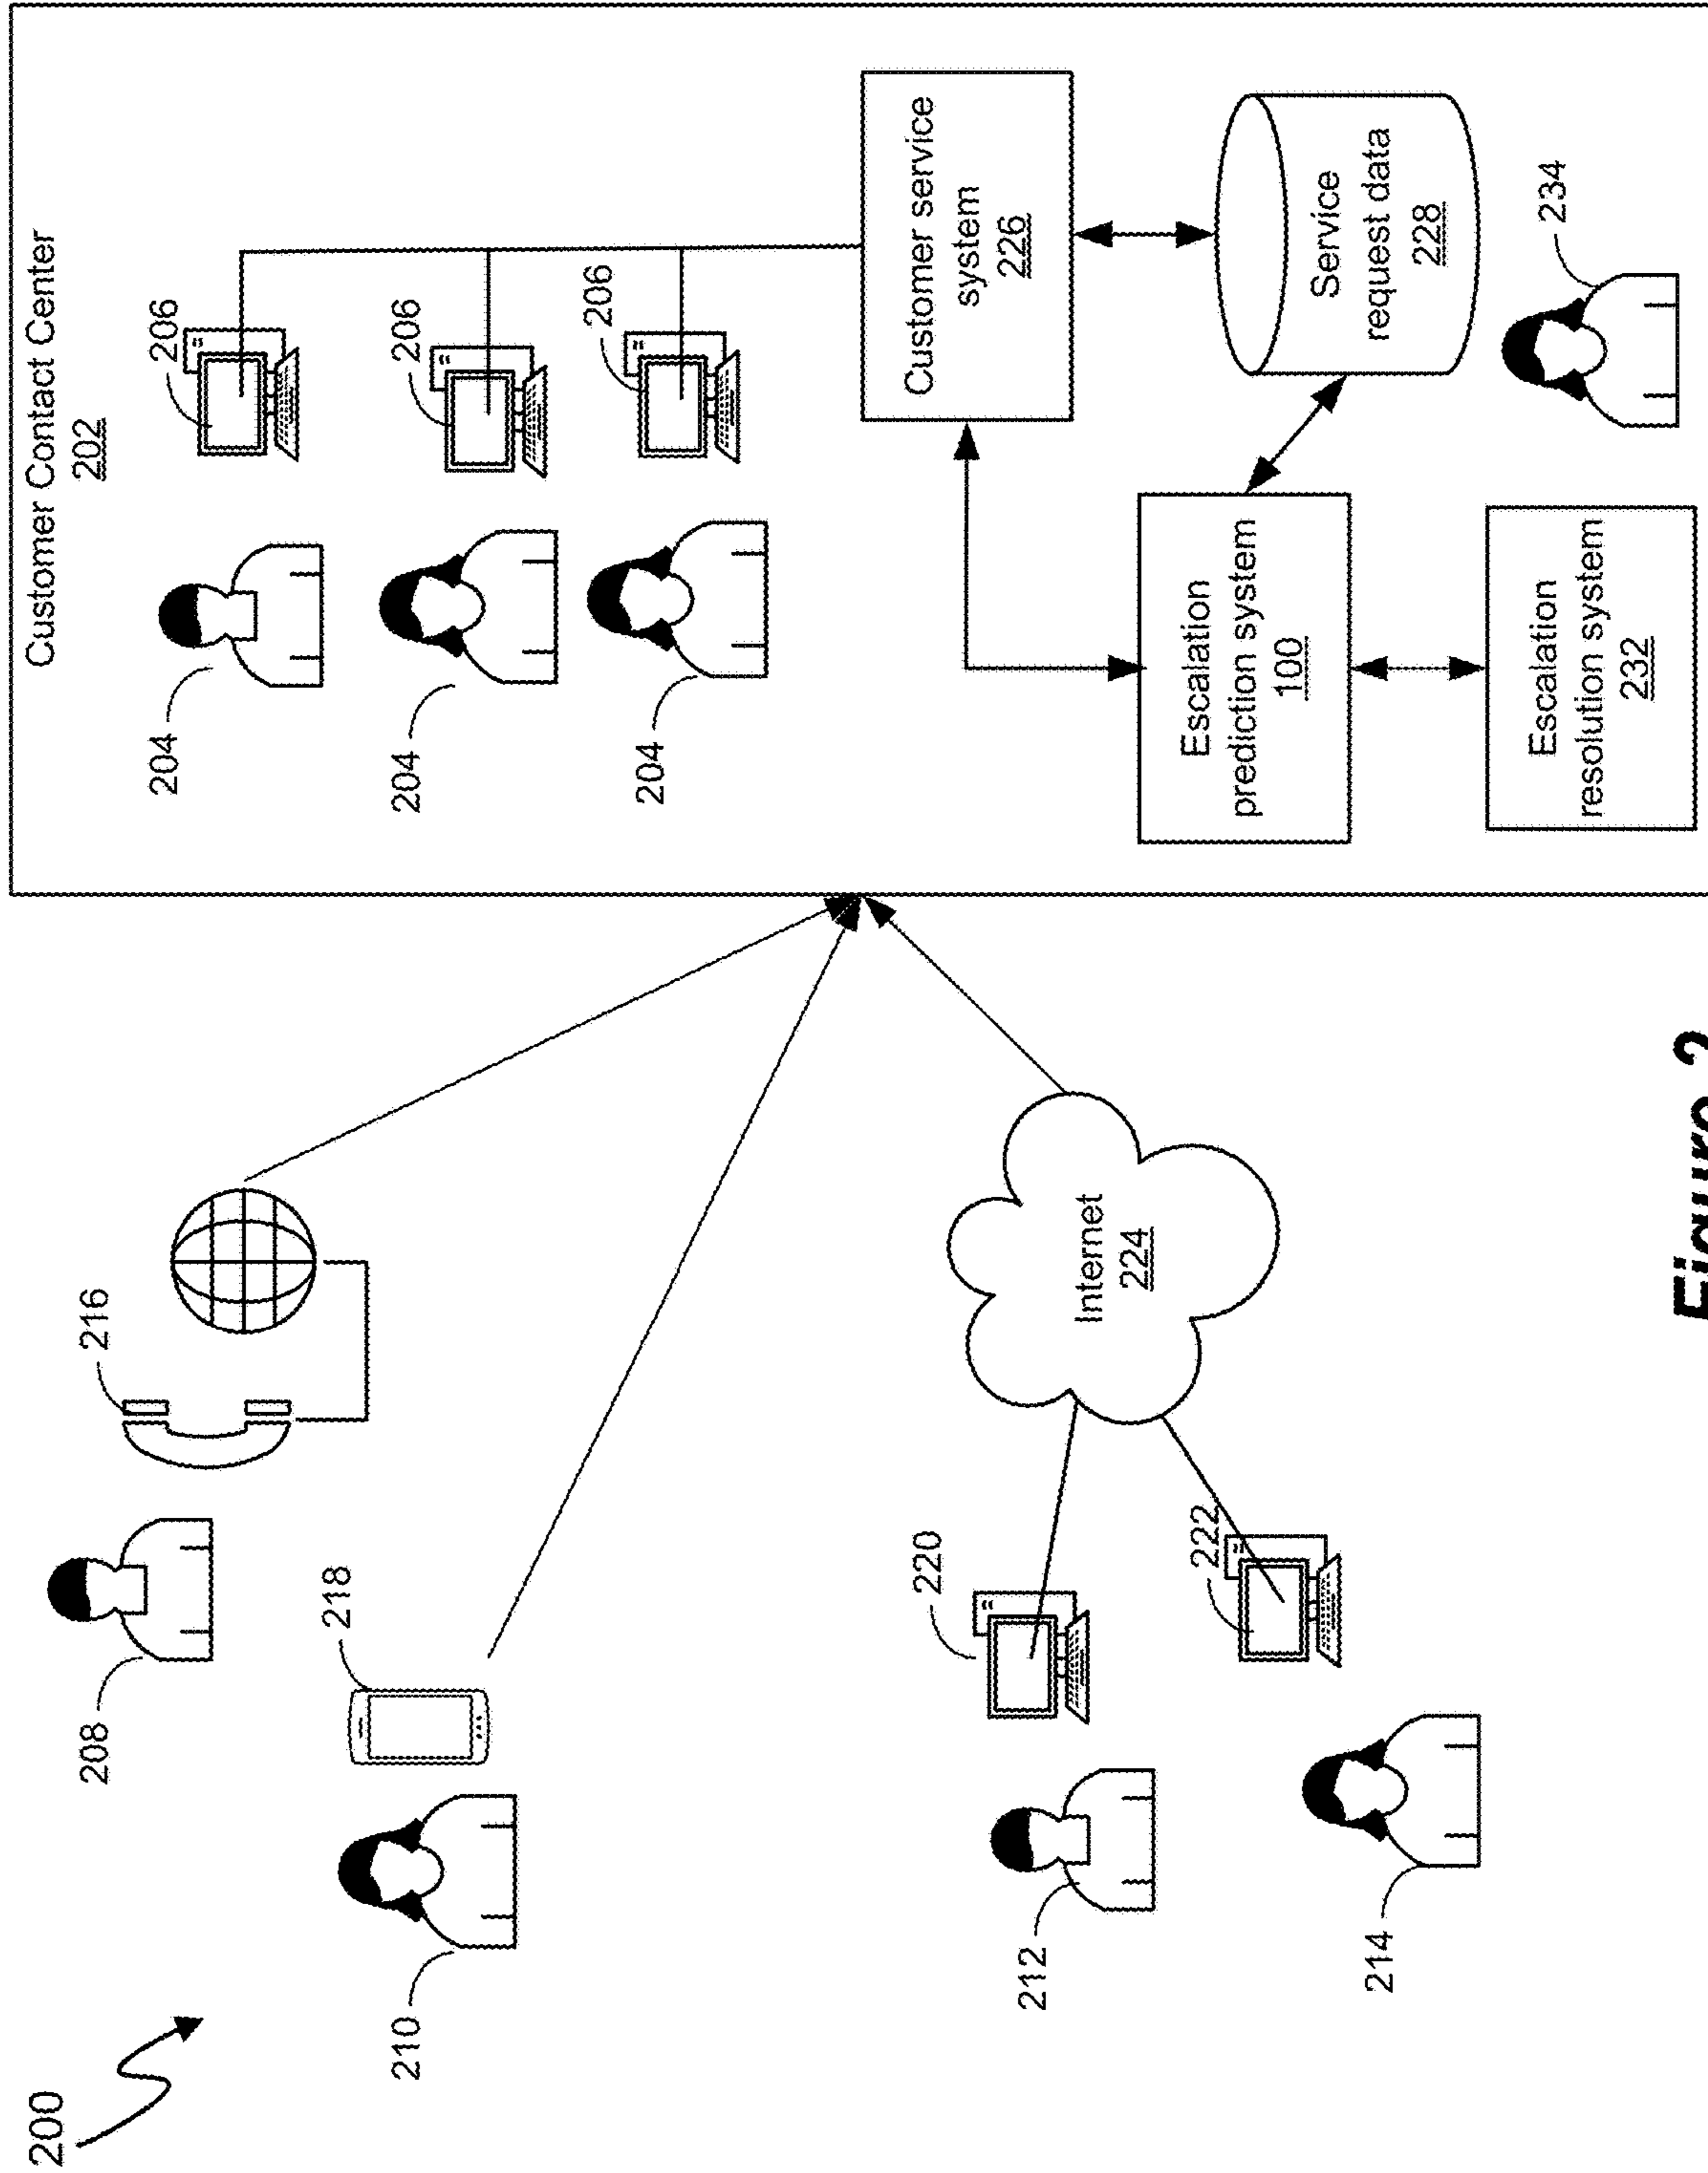 200
208
216
210
218
212
220
214
222
Internet
224
Customer Contact Center
202
204
206
204
206
204
206
Customer service
system
226
Escalation
prediction system
100
Service
request data
228
Escalation
resolution system
232
234
Figure 2